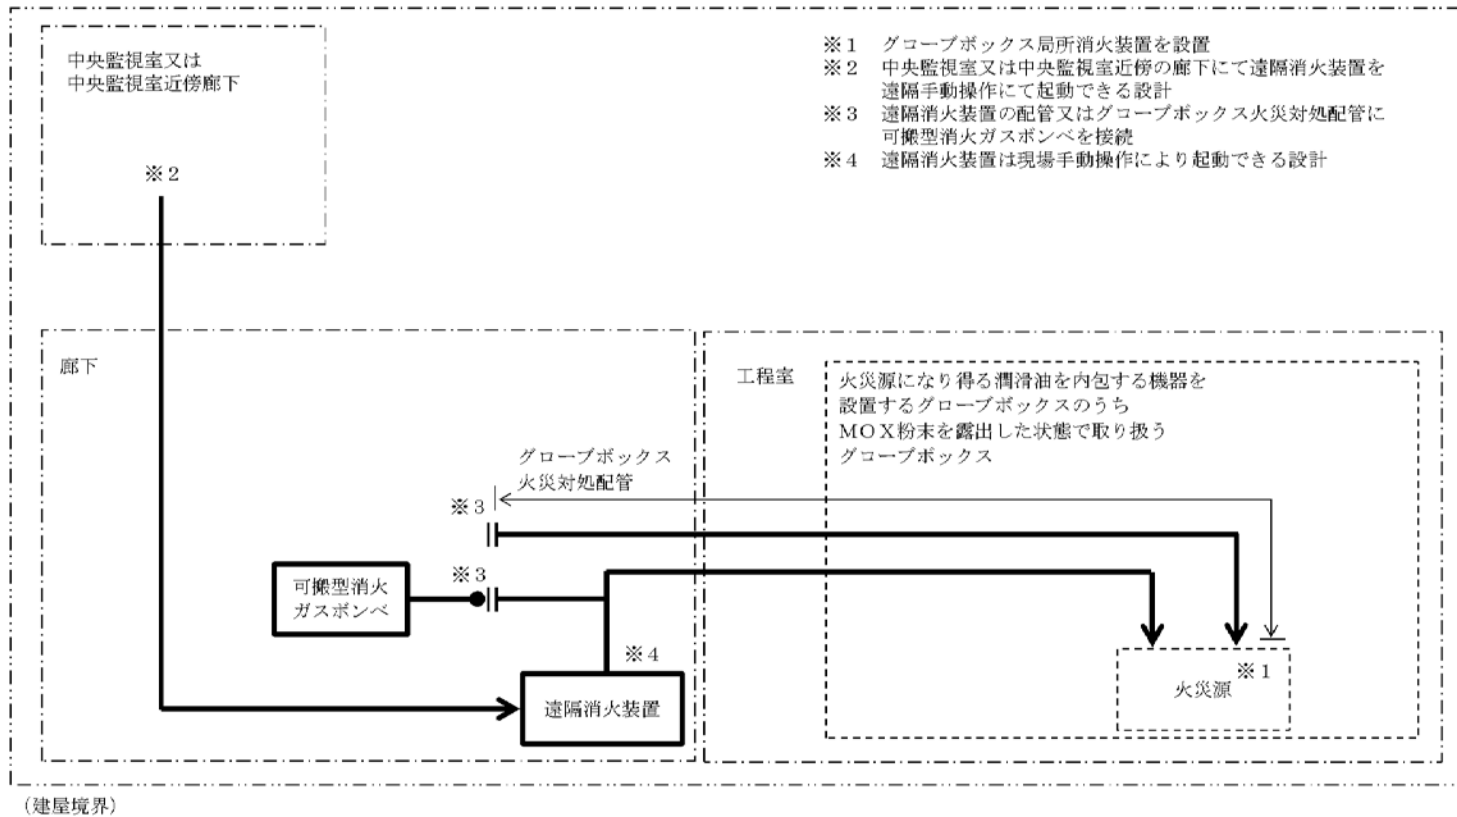 中央監視室又は
中央監視室近傍廊下
※２
※１ グローブボックス局所消火装置を設置
※２ 中央監視室又は中央監視室近傍の廊下にて遠隔消火装置を
遠隔手動操作にて起動できる設計
※３ 遠隔消火装置の配管又はグローブボックス火災対処配管に
可搬型消火ガスボンベを接続
※４ 遠隔消火装置は現場手動操作により起動できる設計
廊下
グローブボックス
火災対処配管
※３
※３
可搬型消火
ガスボンベ
※４
遠隔消火装置
工程室
火災源になり得る潤滑油を内包する機器を
設置するグローブボックスのうち
ＭＯＸ粉末を露出した状態で取り扱う
グローブボックス
※１
火災源
（建屋境界）